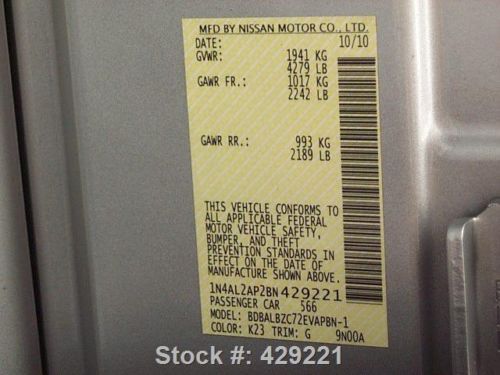 MFD BY NISSAN MOTOR CO., LTD.
DATE: 10/10
GVWR: 1941 KG
4279 LB
GAWR FR.: 1017 KG
2242 LB
GAWR RR.: 993 KG
2189 LB
THIS VEHICLE CONFORMS TO
ALL APPLICABLE FEDERAL
MOTOR VEHICLE SAFETY,
BUMPER, AND THEFT
PREVENTION STANDARDS IN
EFFECT ON THE DATE OF
MANUFACTURE SHOWN ABOVE.
1N4AL2AP2BN429221
PASSENGER CAR 566
MODEL: BDBALBZC72EVAPBN-1
COLOR: K23 TRIM: G 9N00A
Stock #: 429221